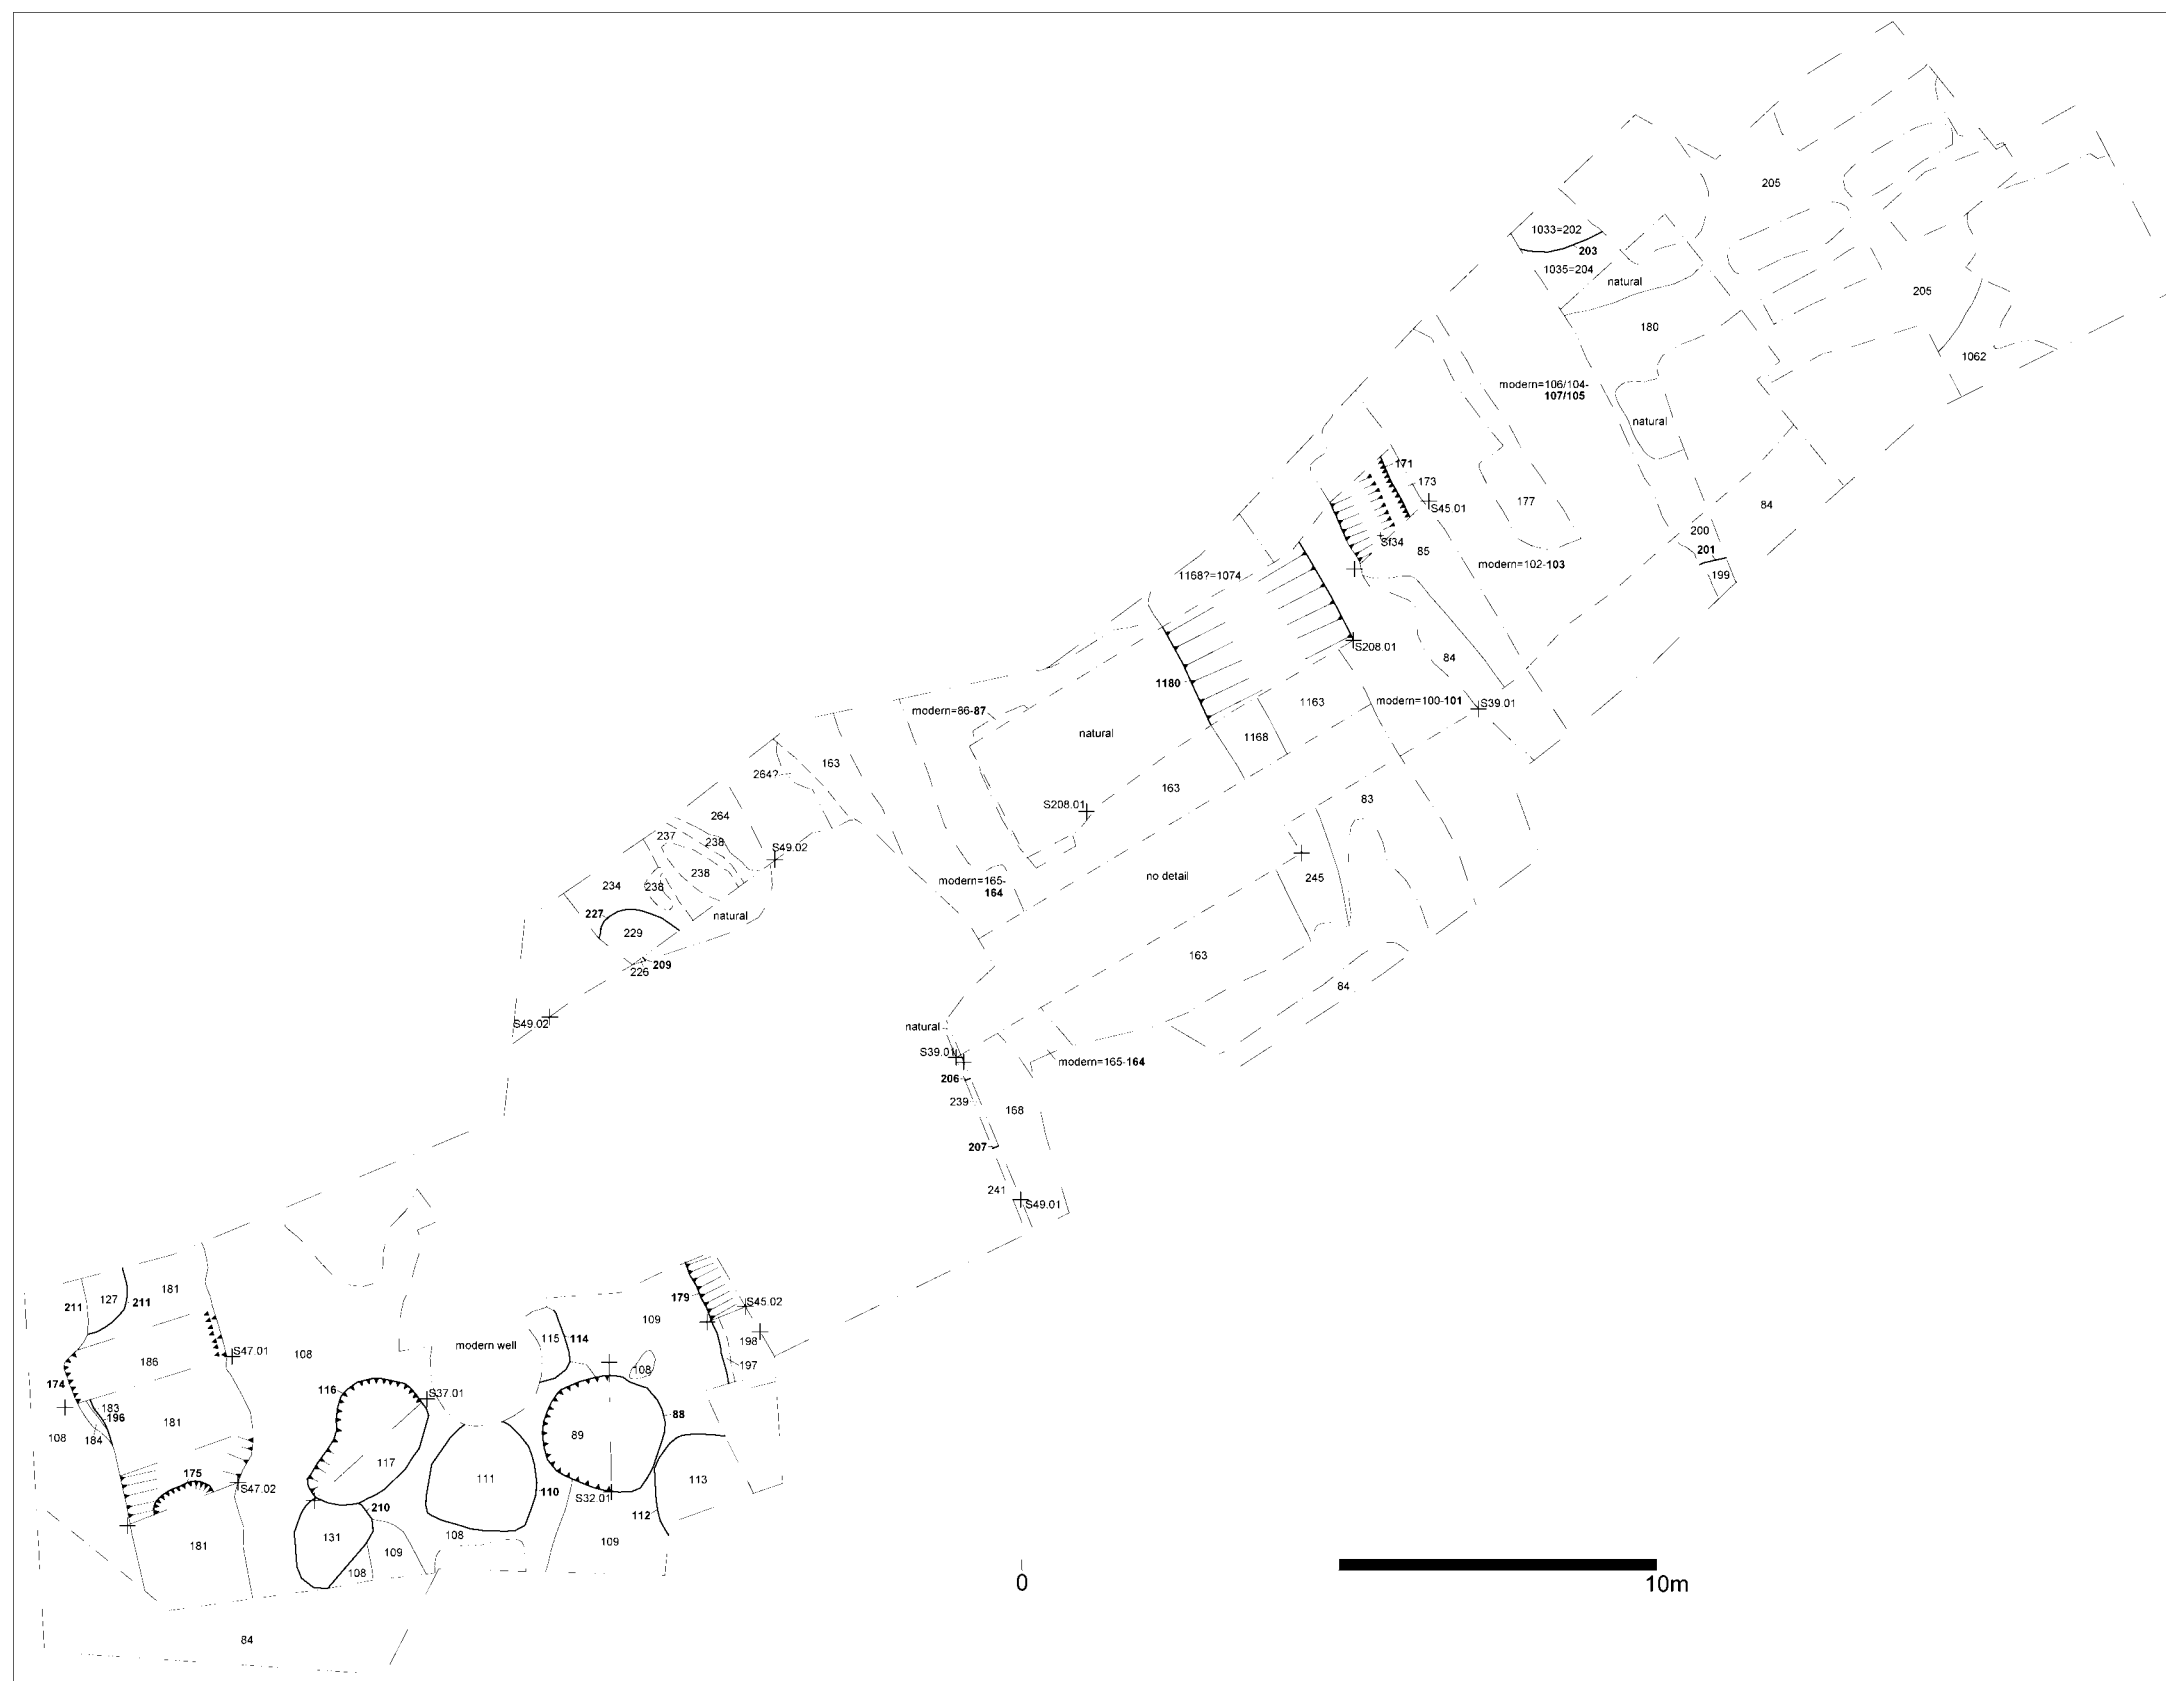 205
1033=202
203
1035=204
natural
205
180
1062
modern=106/104-
107/105
natural
171
173
177
S45.01
84
200
Sf34
85
201
modern=102-103
1168?=1074
199
S208.01
84
1180
modern=86-87
1163
modern=100-101
S39.01
natural
1168
163
264?
163
S208.01
83
264
237
238
S49.02
238
no detail
245
modern=165-
164
234
238
227
natural
229
163
209
226
84
S49.02
natural
S39.01
modern=165-164
206
239
168
207
241
S49.01
181
127
211
211
179
S45.02
109
115
114
198
modern well
S47.01
108
186
197
108
174
116
S37.01
183
196
181
88
108
184
89
117
175
111
113
S47.02
110
S32.01
210
112
131
108
109
181
109
108
84
0
10m